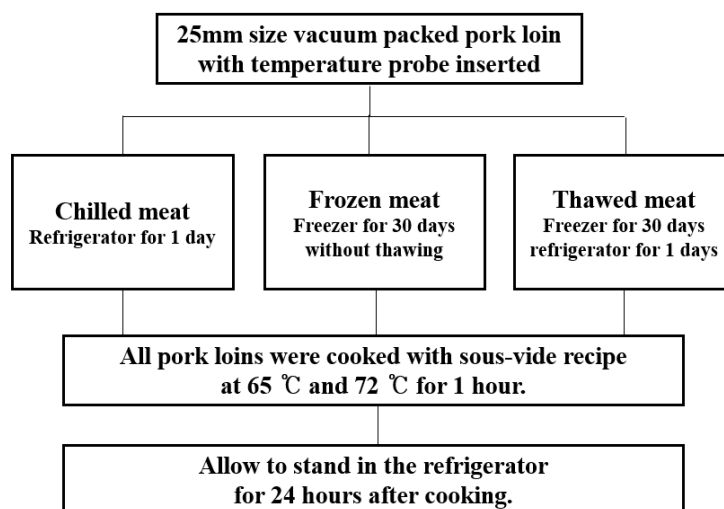 25mm size vacuum packed pork loin
with temperature probe inserted
Chilled meat
Refrigerator for 1 day
Frozen meat
Freezer for 30 days
without thawing
Thawed meat
Freezer for 30 days
refrigerator for 1 days
All pork loins were cooked with sous-vide recipe
at 65 ℃ and 72 ℃ for 1 hour.
Allow to stand in the refrigerator
for 24 hours after cooking.